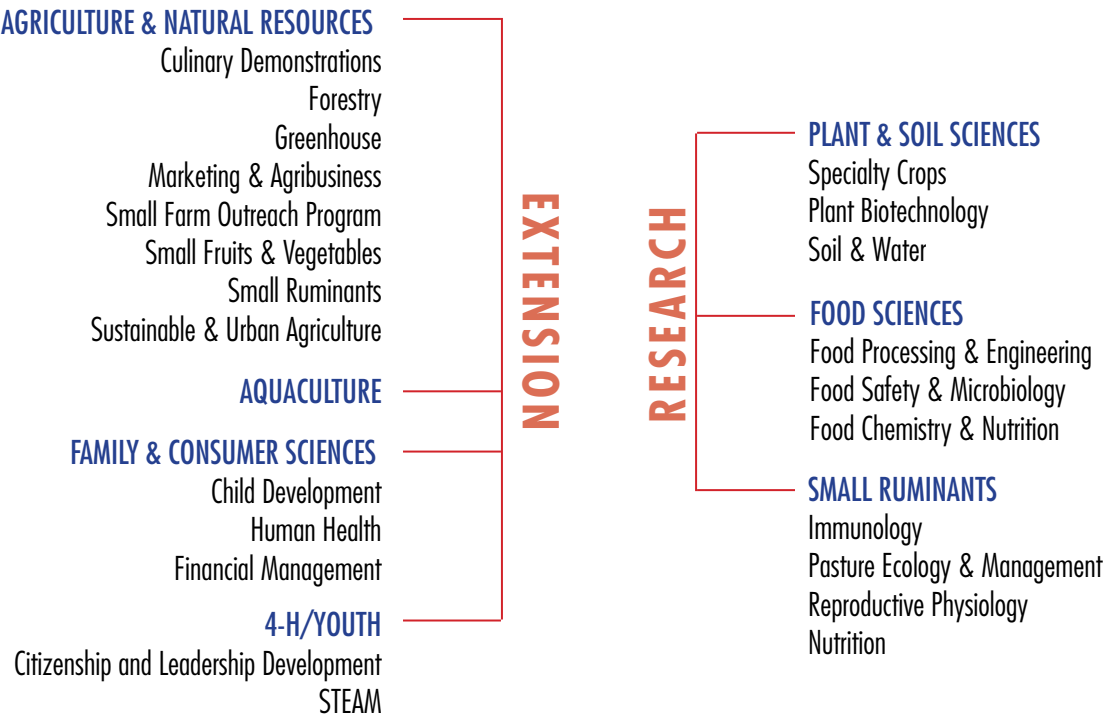 AGRICULTURE & NATURAL RESOURCES
Culinary Demonstrations
Forestry
Greenhouse
Marketing & Agribusiness
Small Farm Outreach Program
Small Fruits & Vegetables
Small Ruminants
Sustainable & Urban Agriculture
AQUACULTURE
FAMILY & CONSUMER SCIENCES
Child Development
Human Health
Financial Management
4-H/YOUTH
Citizenship and Leadership Development
STEAM
EXTENSION
RESEARCH
PLANT & SOIL SCIENCES
Specialty Crops
Plant Biotechnology
Soil & Water
FOOD SCIENCES
Food Processing & Engineering
Food Safety & Microbiology
Food Chemistry & Nutrition
SMALL RUMINANTS
Immunology
Pasture Ecology & Management
Reproductive Physiology
Nutrition